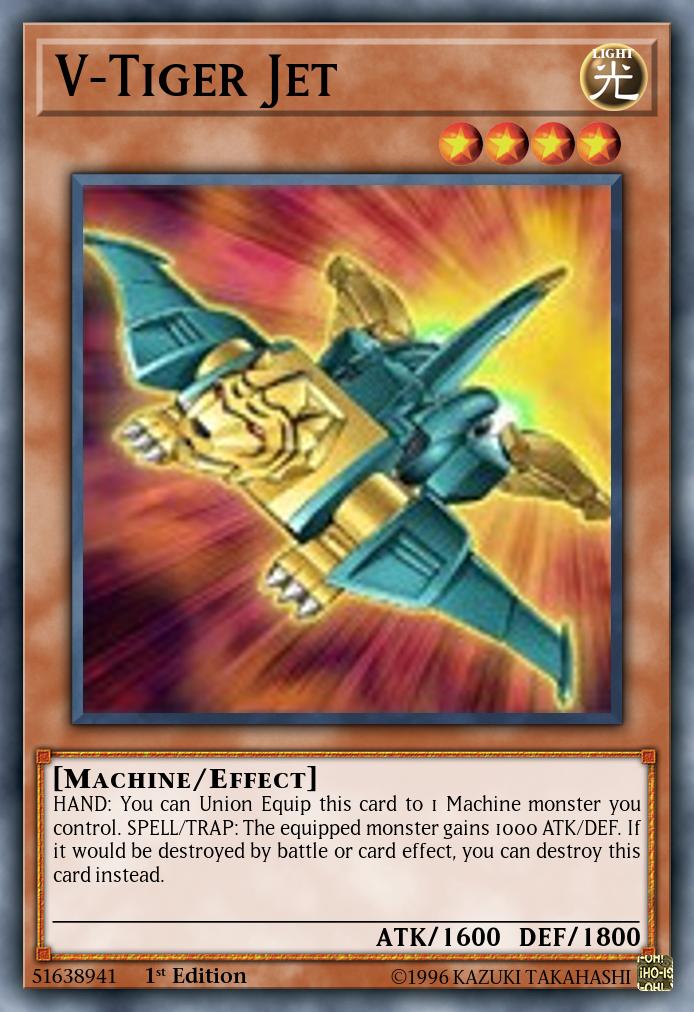 V-Tiger Jet
LIGHT
光
[Machine/Effect]
HAND: You can Union Equip this card to 1 Machine monster you
control. SPELL/TRAP: The equipped monster gains 1000 ATK/DEF. If
it would be destroyed by battle or card effect, you can destroy this
card instead.
ATK/1600 DEF/1800
51638941 1st Edition ©1996 KAZUKI TAKAHASHI